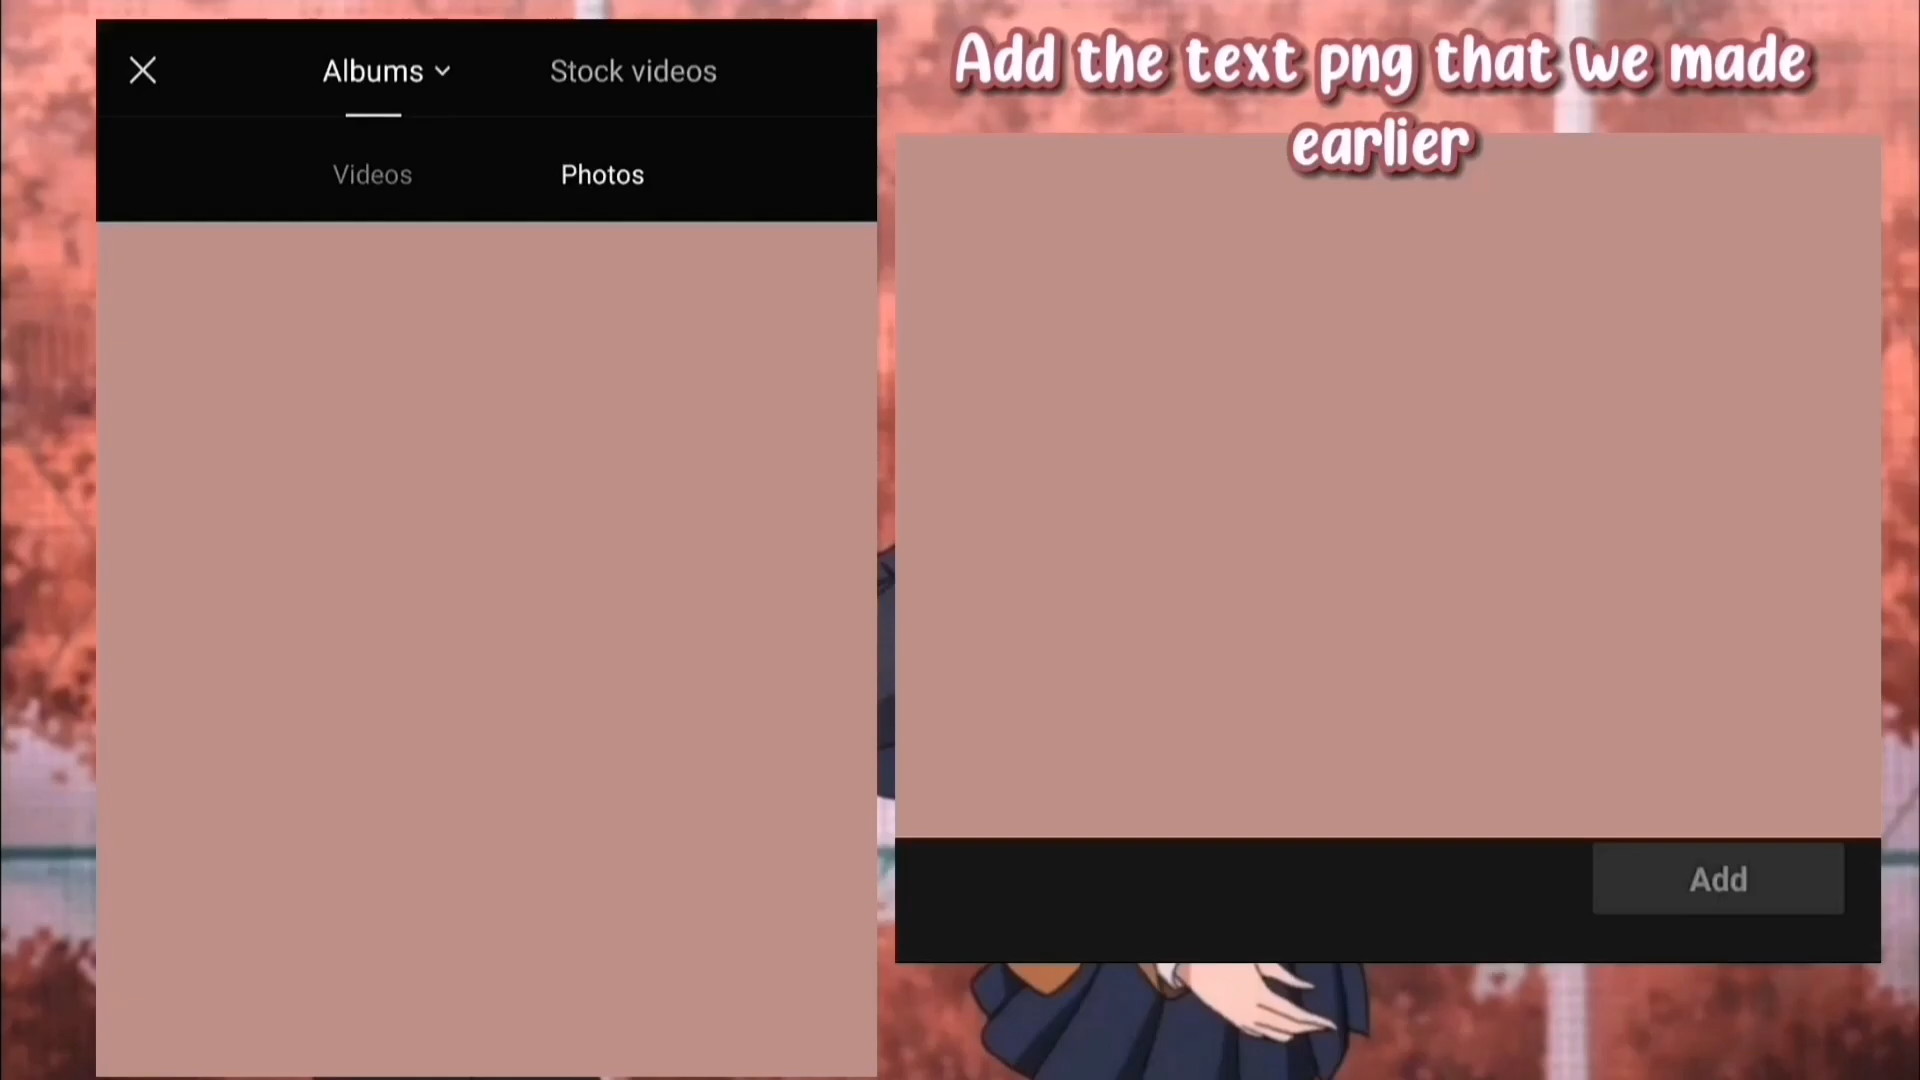 Albums
Stock videos
Videos
Photos
Add the text png that we made
earlier
Add